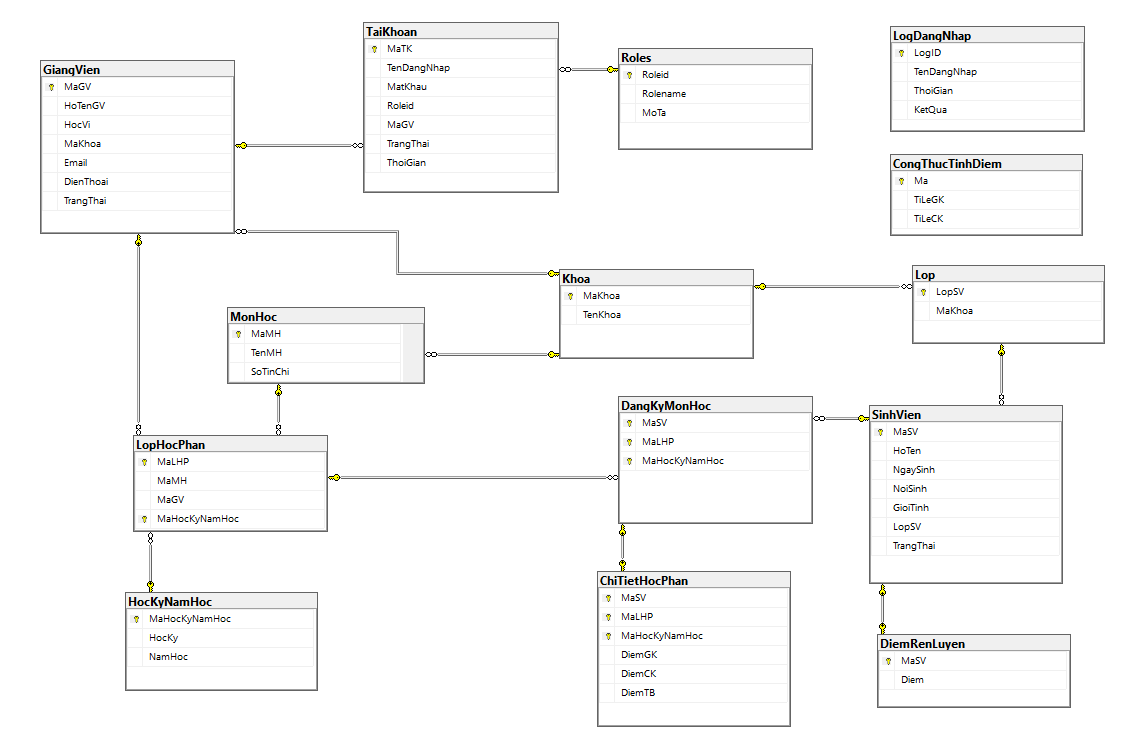 TaiKhoan
MaTK
TenDangNhap
MatKhau
Roleid
MaGV
TrangThai
ThoiGian
LogDangNhap
LogID
TenDangNhap
ThoiGian
KetQua
Roles
Roleid
Rolename
MoTa
GiangVien
MaGV
HoTenGV
HocVi
MaKhoa
Email
DienThoai
TrangThai
CongThucTinhDiem
Ma
TiLeGK
TiLeCK
Khoa
MaKhoa
TenKhoa
Lop
LopSV
MaKhoa
MonHoc
MaMH
TenMH
SoTinChi
DangKyMonHoc
MaSV
MaLHP
MaHocKyNamHoc
SinhVien
MaSV
HoTen
NgaySinh
NoiSinh
GioiTinh
LopSV
TrangThai
LopHocPhan
MaLHP
MaMH
MaGV
MaHocKyNamHoc
ChiTietHocPhan
MaSV
MaLHP
MaHocKyNamHoc
DiemGK
DiemCK
DiemTB
HocKyNamHoc
MaHocKyNamHoc
HocKy
NamHoc
DiemRenLuyen
MaSV
Diem